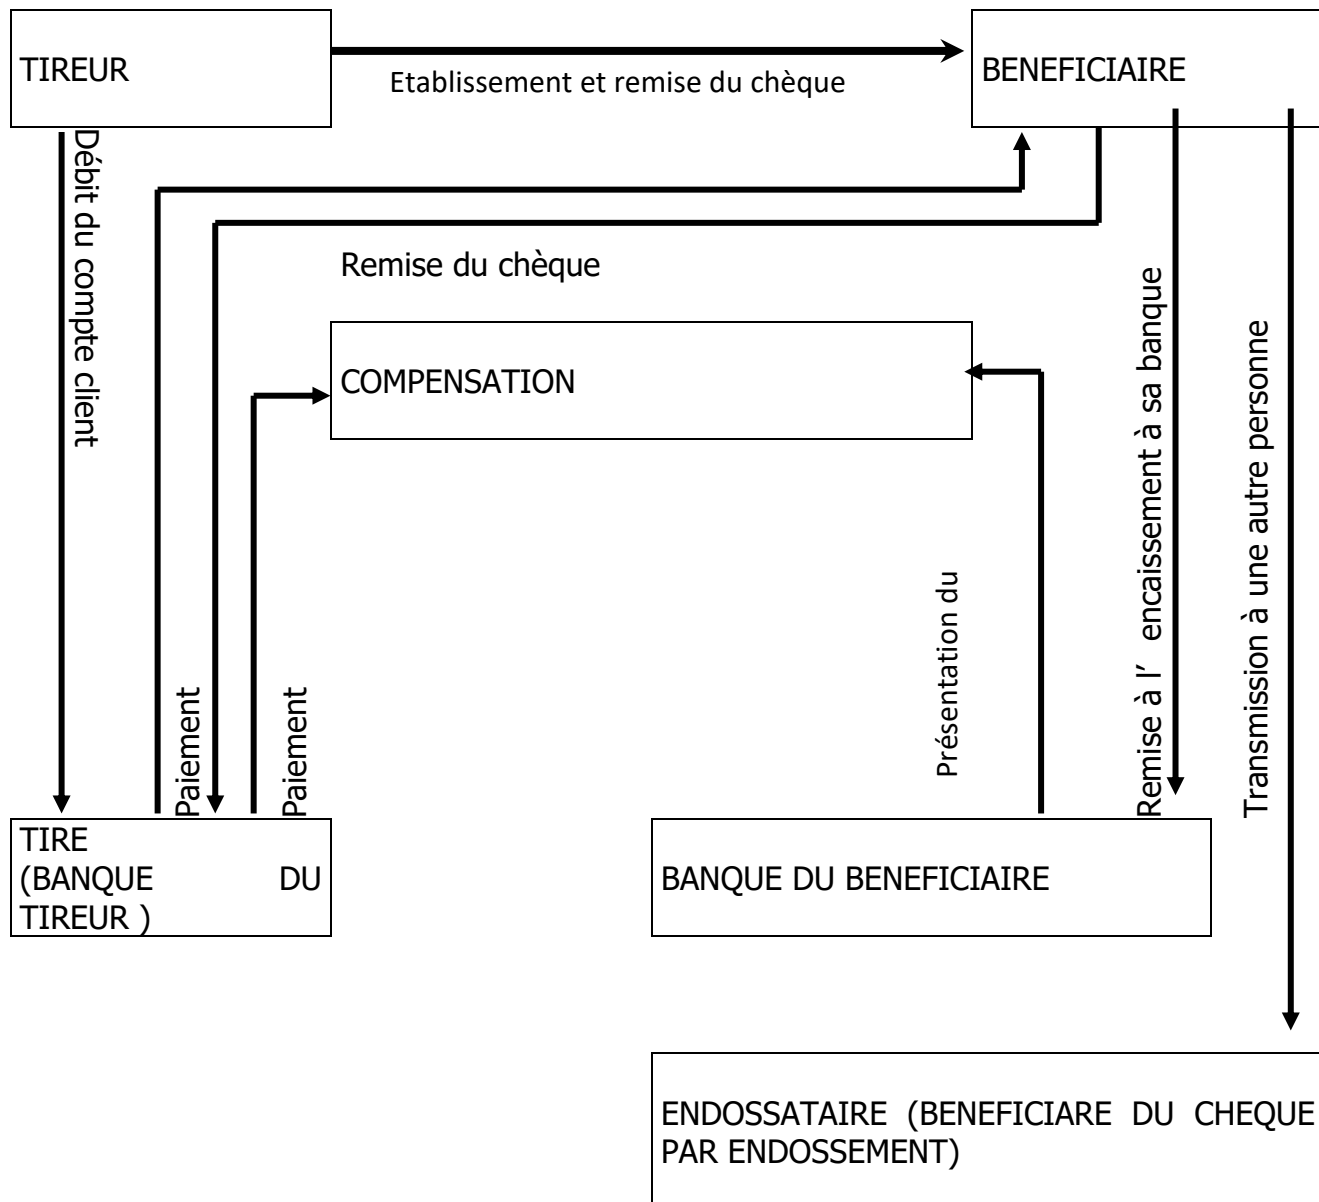 TIREUR
BENEFICIAIRE
Etablissement et remise du chèque
Débit du compte client
Remise du chèque
COMPENSATION
Remise à l’ encaissement à sa banque
Transmission à une autre personne
Présentation du
Paiement
Paiement
TIRE
(BANQUE DU
TIREUR )
BANQUE DU BENEFICIAIRE
ENDOSSATAIRE (BENEFICIARE DU CHEQUE
PAR ENDOSSEMENT)